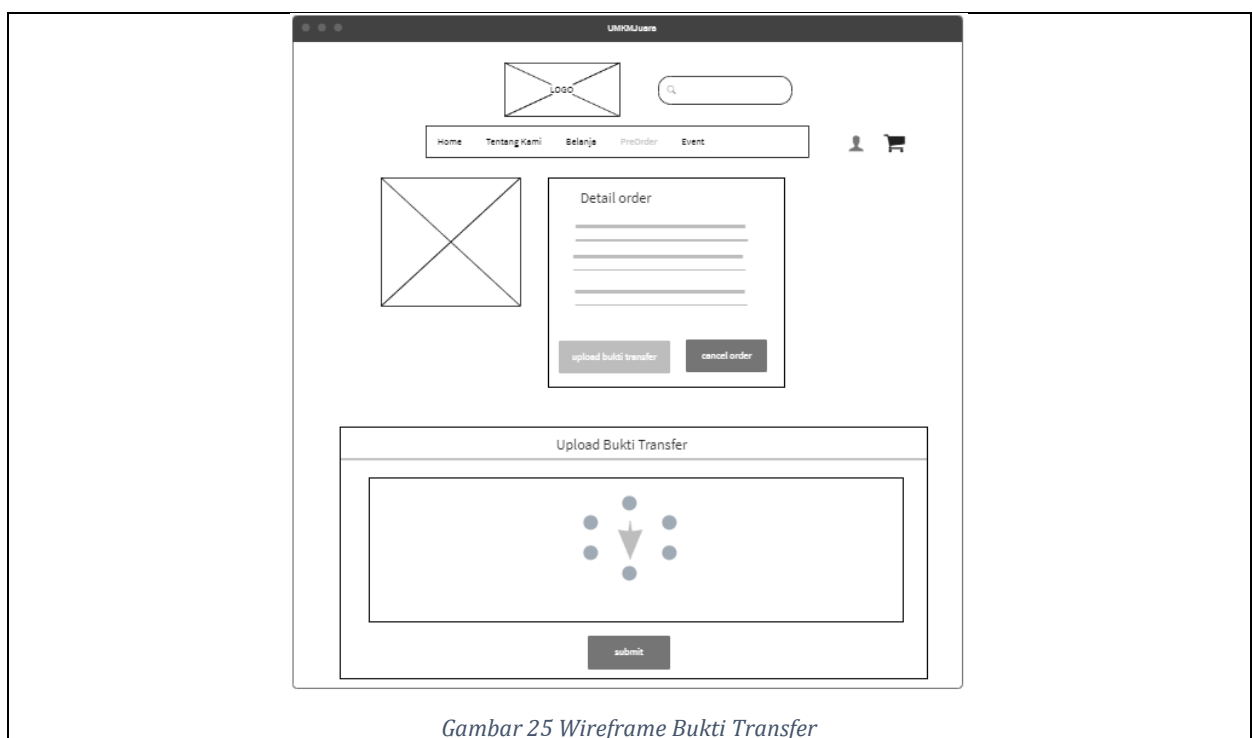 UMKMJuara
LOGO
Home Tentang Kami Belanja PreOrder Event
Detail order
upload bukti transfer cancel order
Upload Bukti Transfer
submit
Gambar 25 Wireframe Bukti Transfer